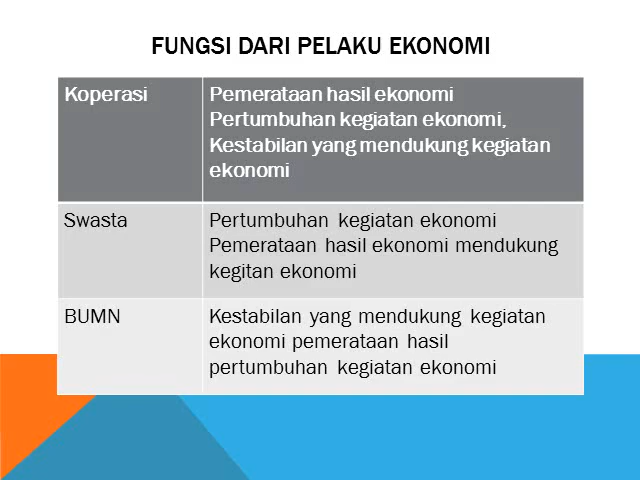 FUNGSI DARI PELAKU EKONOMI
Koperasi
Pemerataan hasil ekonomi
Pertumbuhan kegiatan ekonomi,
Kestabilan yang mendukung kegiatan
ekonomi
Swasta
Pertumbuhan kegiatan ekonomi
Pemerataan hasil ekonomi mendukung
kegitan ekonomi
BUMN
Kestabilan yang mendukung kegiatan
ekonomi pemerataan hasil
pertumbuhan kegiatan ekonomi